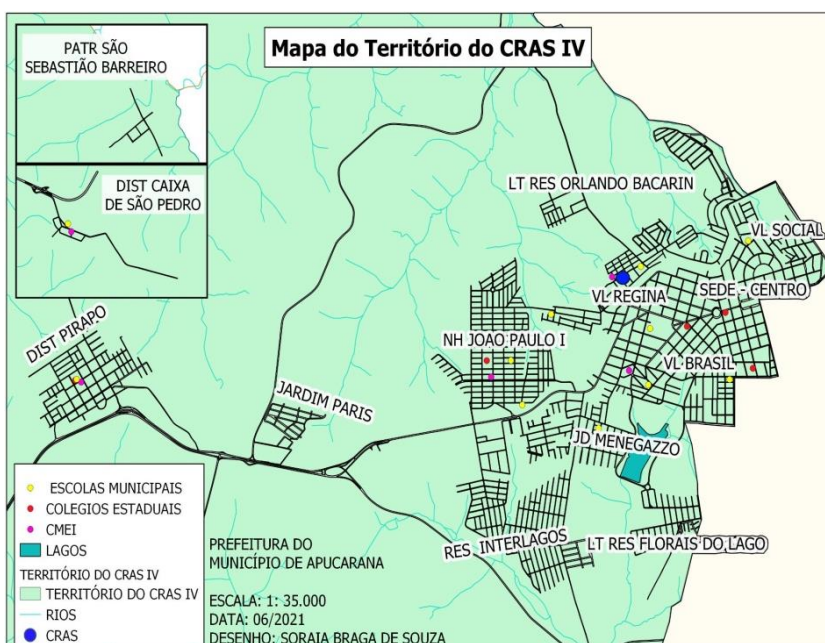 Mapa do Território do CRAS IV
PATR SÃO
SEBASTIÃO BARREIRO
DIST CAIXA
DE SÃO PEDRO
LT RES ORLANDO BACARIN
VL SOCIAL
VL REGINA
SEDE - CENTRO
DIST PIRAPO
NH JOAO PAULO I
VL BRASIL
JARDIM PARIS
JD MENEGAZZO
RES INTERLAGOS
LT RES FLORAIS DO LAGO
ESCOLAS MUNICIPAIS
COLEGIOS ESTADUAIS
CMEI
LAGOS
TERRITÓRIO DO CRAS IV
TERRITÓRIO DO CRAS IV
RIOS
CRAS
PREFEITURA DO
MUNICÍPIO DE APUCARANA
ESCALA: 1: 35.000
DATA: 06/2021
DESENHO: SORAIA BRAGA DE SOUZA